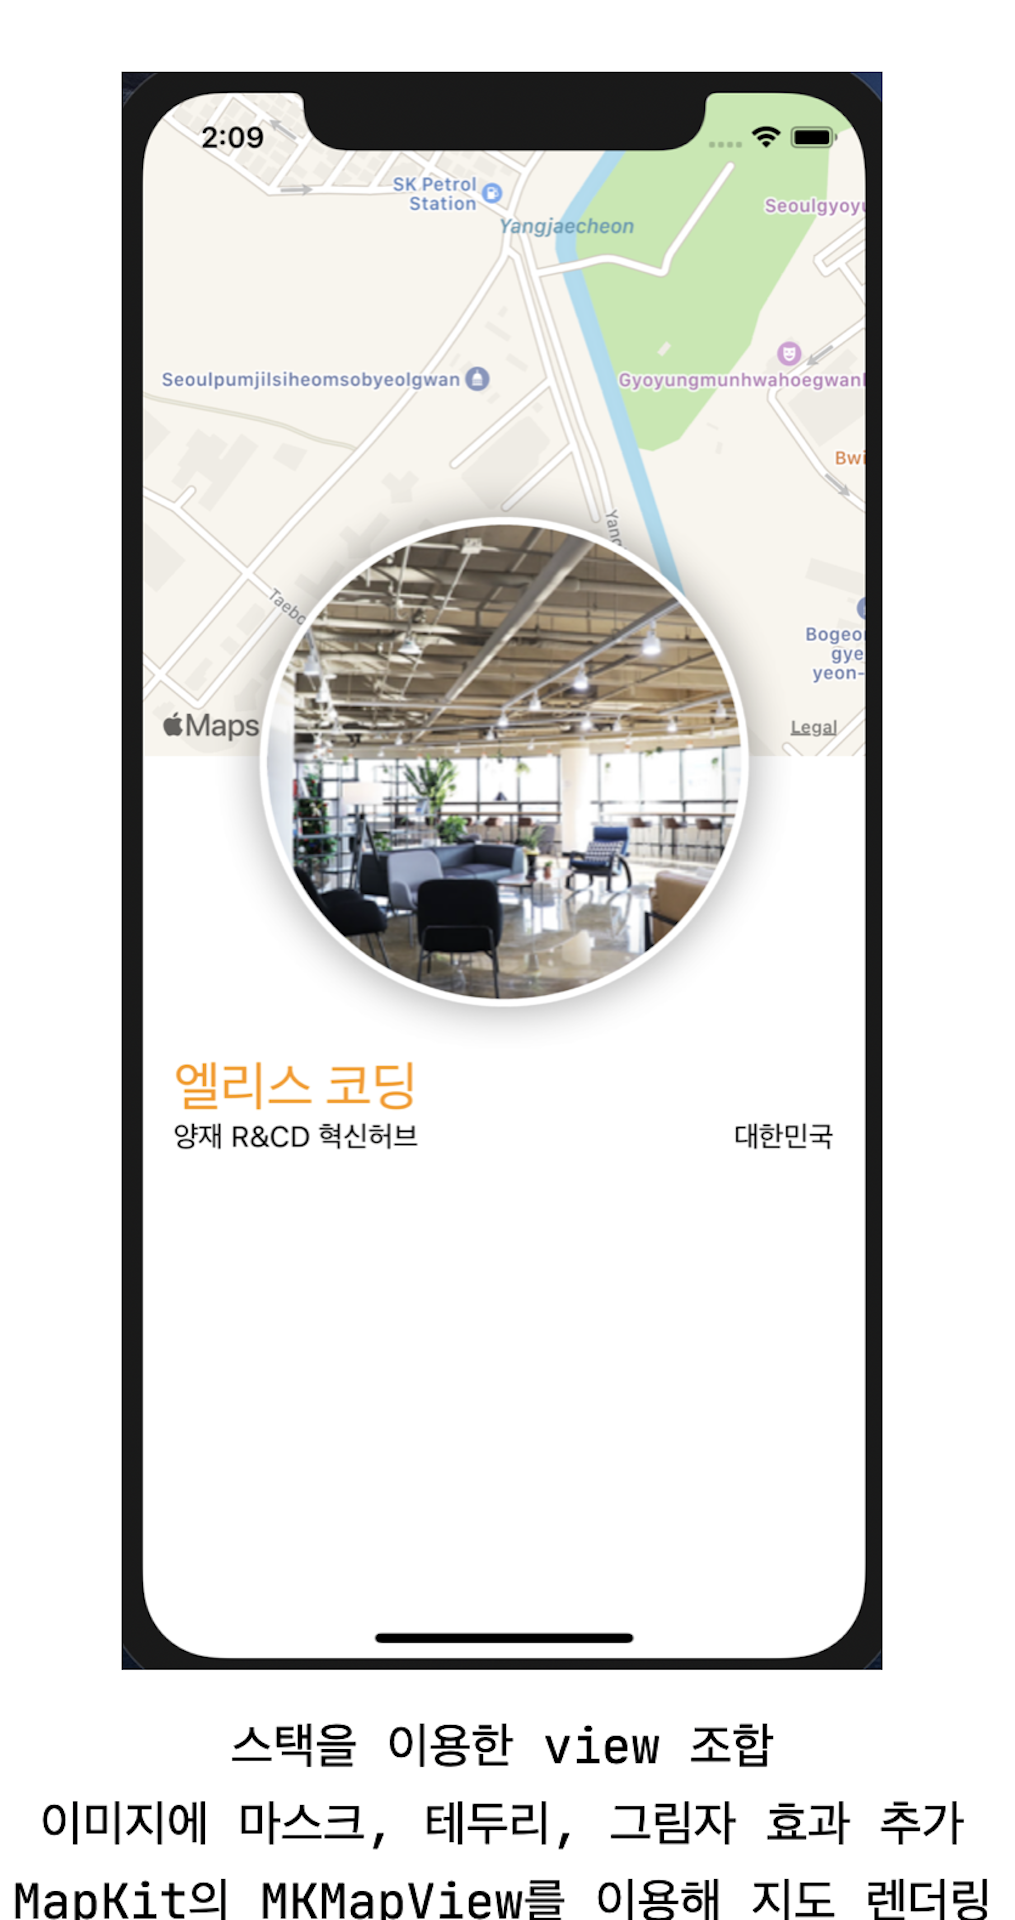 2:09
SK Petrol
Station
Yangjaecheon
Seoulgyoyu
Seoulpumjilsiheomsobyeolgwan
Gyoyungmunhwahoegwan
Bwi
Yang
Taebo
Bogeo
gye
yeon-
Maps
Legal
엘리스 코딩
양재 R&CD 혁신허브
대한민국
스택을 이용한 view 조합
이미지에 마스크, 테두리, 그림자 효과 추가
MapKit의 MKMapView를 이용해 지도 렌더링